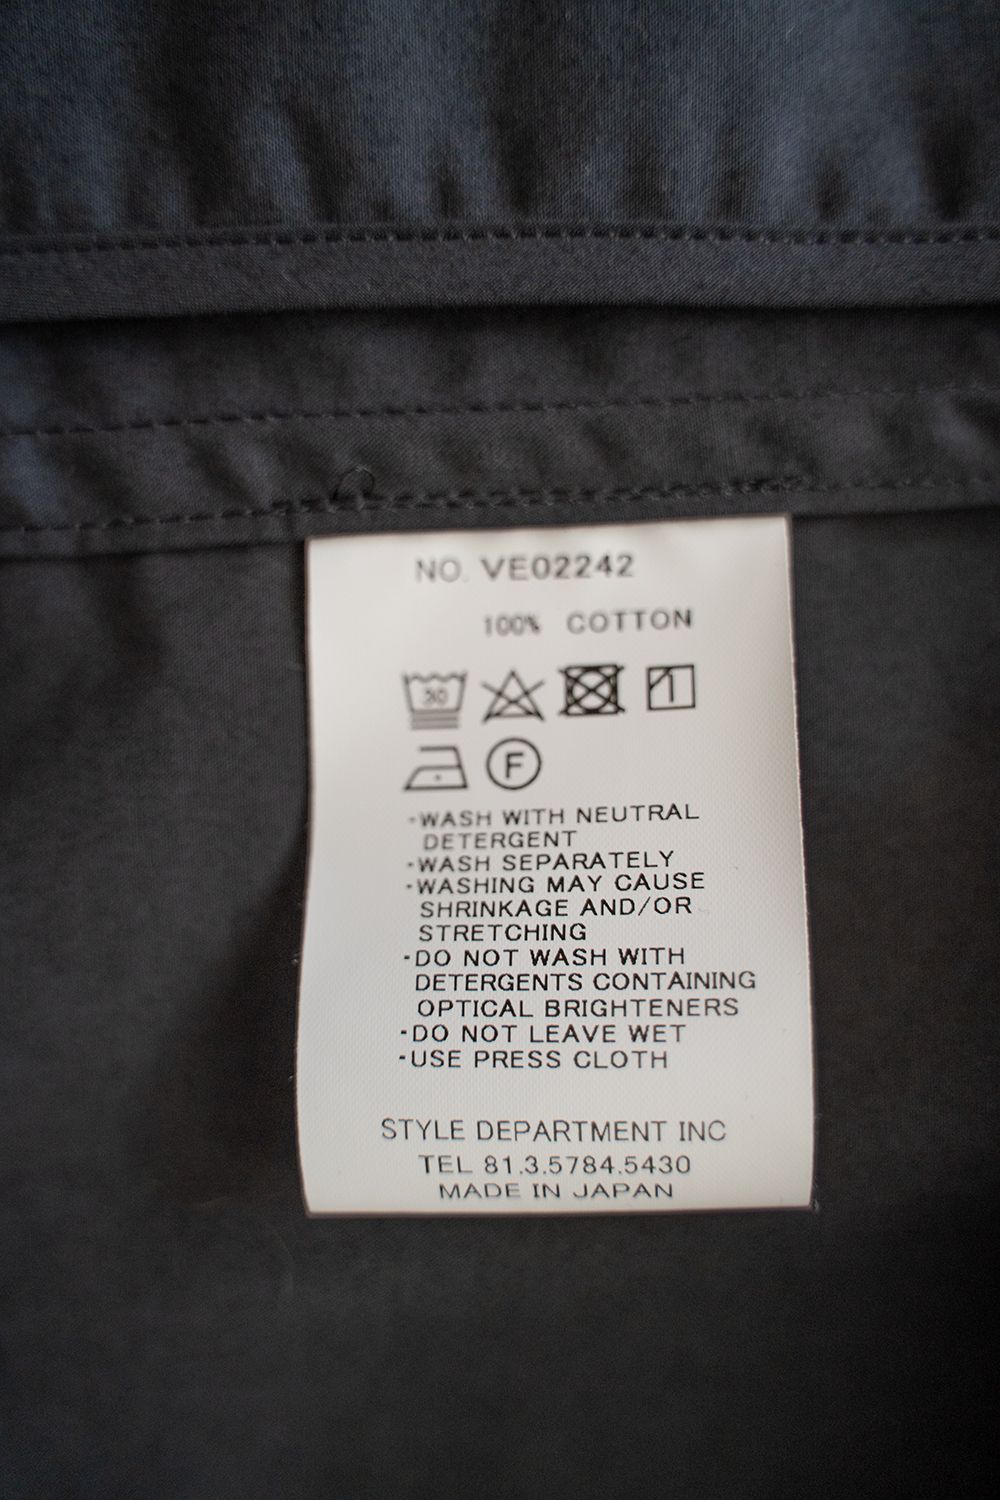 NO. VE02242
100% COTTON
30
F
-WASH WITH NEUTRAL
DETERGENT
-WASH SEPARATELY
-WASHING MAY CAUSE
SHRINKAGE AND/OR
STRETCHING
-DO NOT WASH WITH
DETERGENTS CONTAINING
OPTICAL BRIGHTENERS
-DO NOT LEAVE WET
-USE PRESS CLOTH
STYLE DEPARTMENT INC
TEL 81.3.5784.5430
MADE IN JAPAN